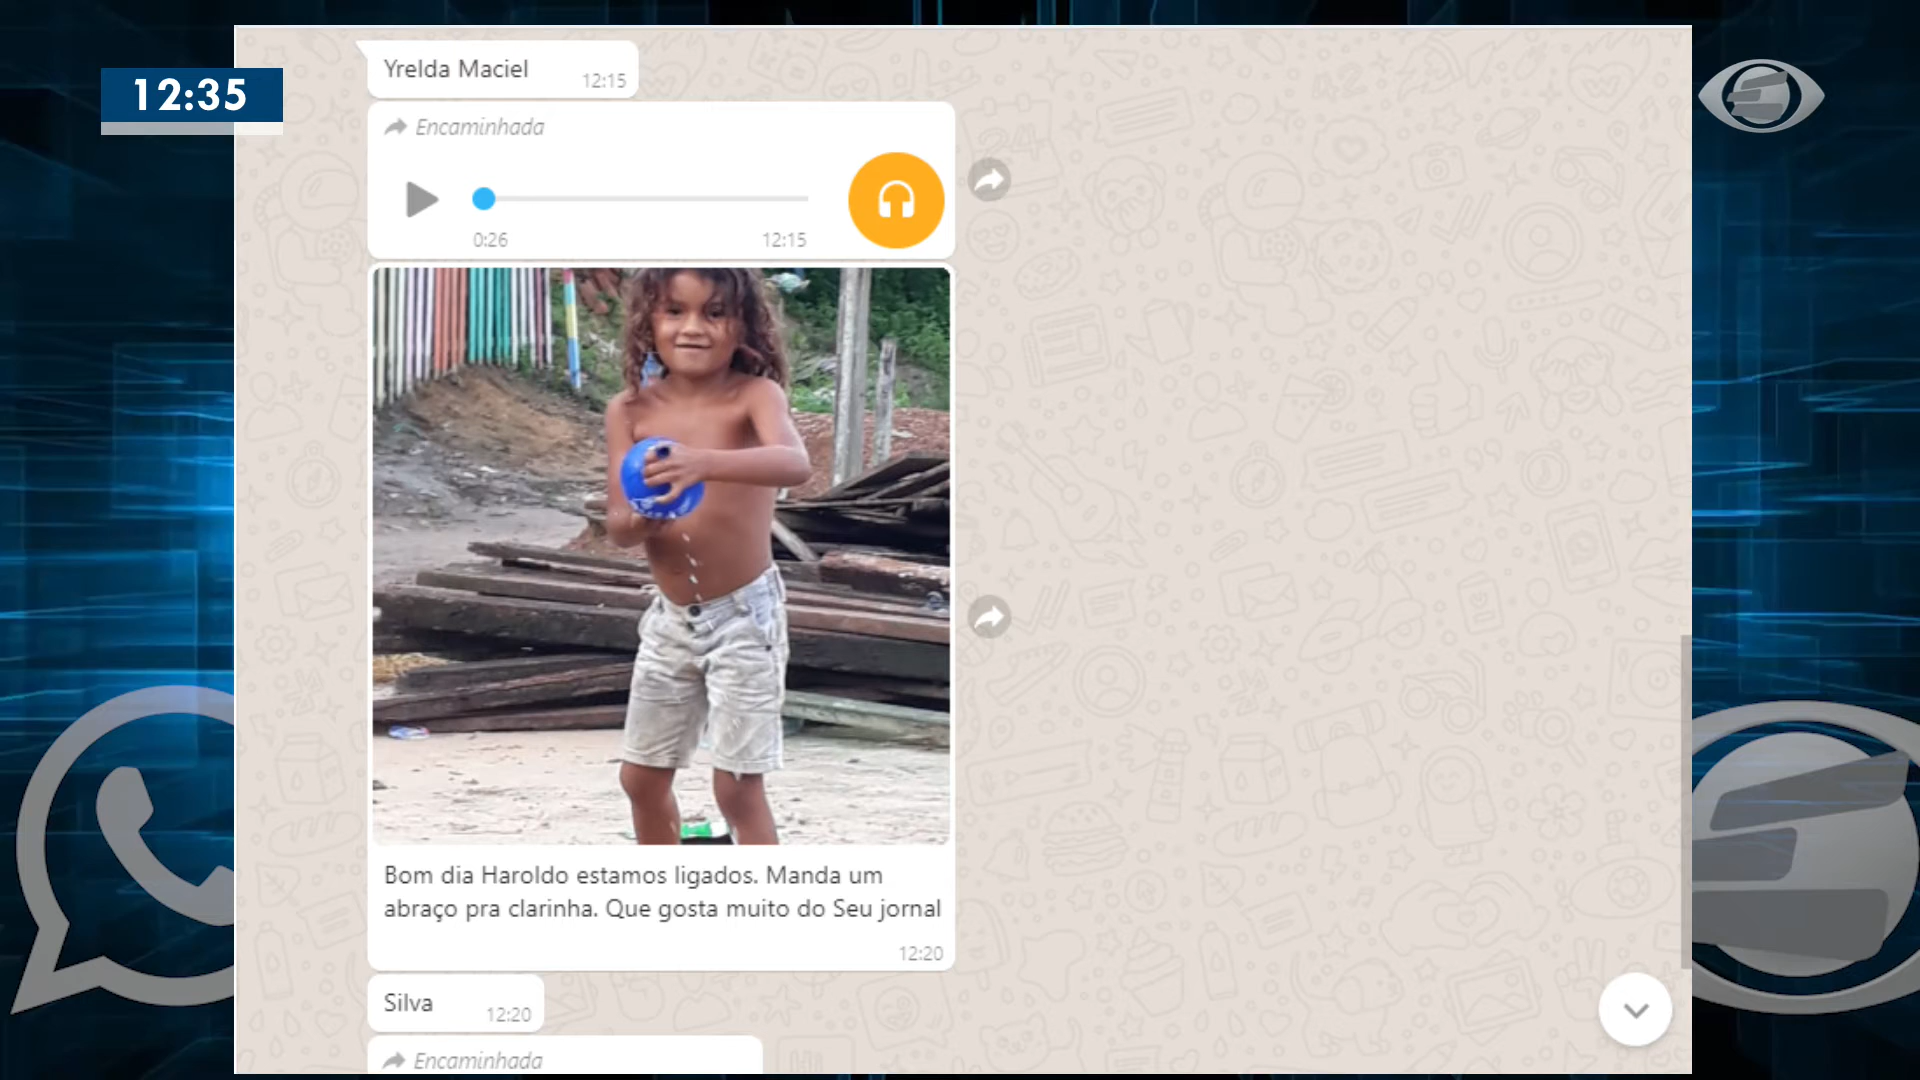 12:35
Yrelda Maciel
12:15
Encaminhada
0:26
12:15
Bom dia Haroldo estamos ligados. Manda um
abraço pra clarinha. Que gosta muito do Seu jornal
12:20
Silva
12:20
Encaminhada